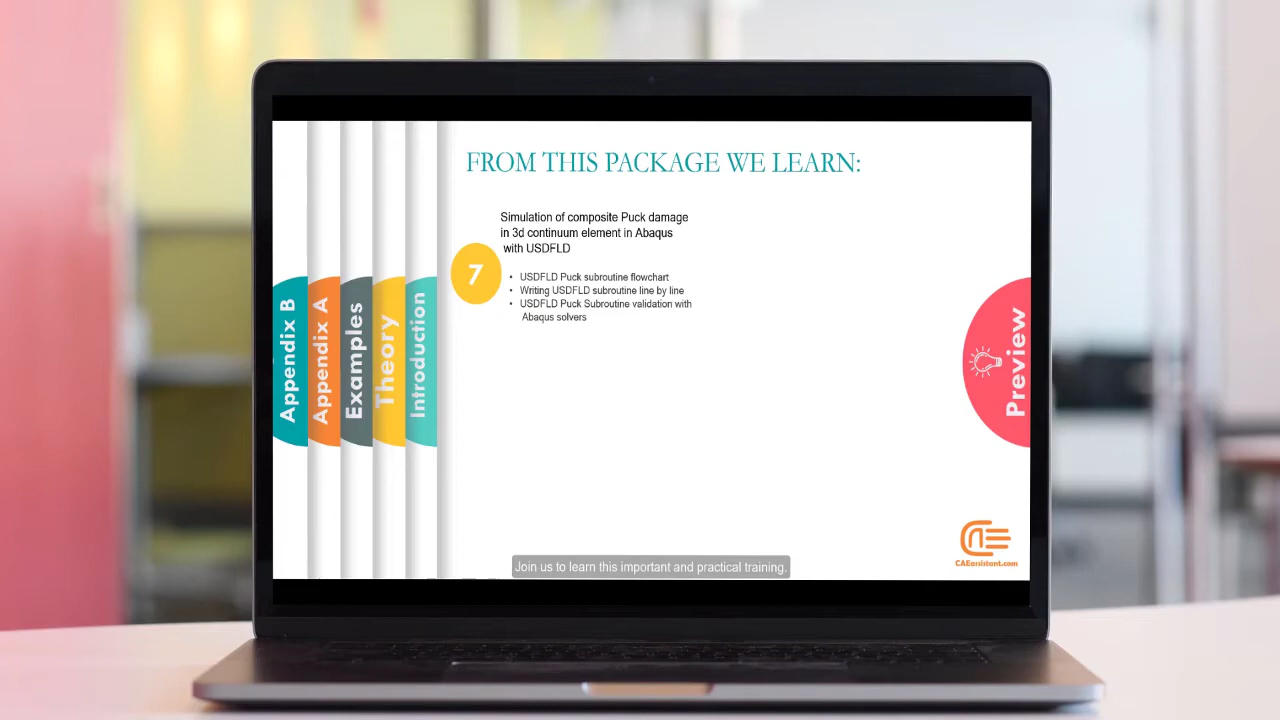 FROM THIS PACKAGE WE LEARN:
Simulation of composite Puck damage
in 3d continuum element in Abaqus
with USDFLD
7
• USDFLD Puck subroutine flowchart
• Writing USDFLD subroutine line by line
• USDFLD Puck Subroutine validation with
Abaqus solvers
Appendix B
Appendix A
Examples
Theory
Introduction
Preview
CAEassistant.com
Join us to learn this important and practical training.